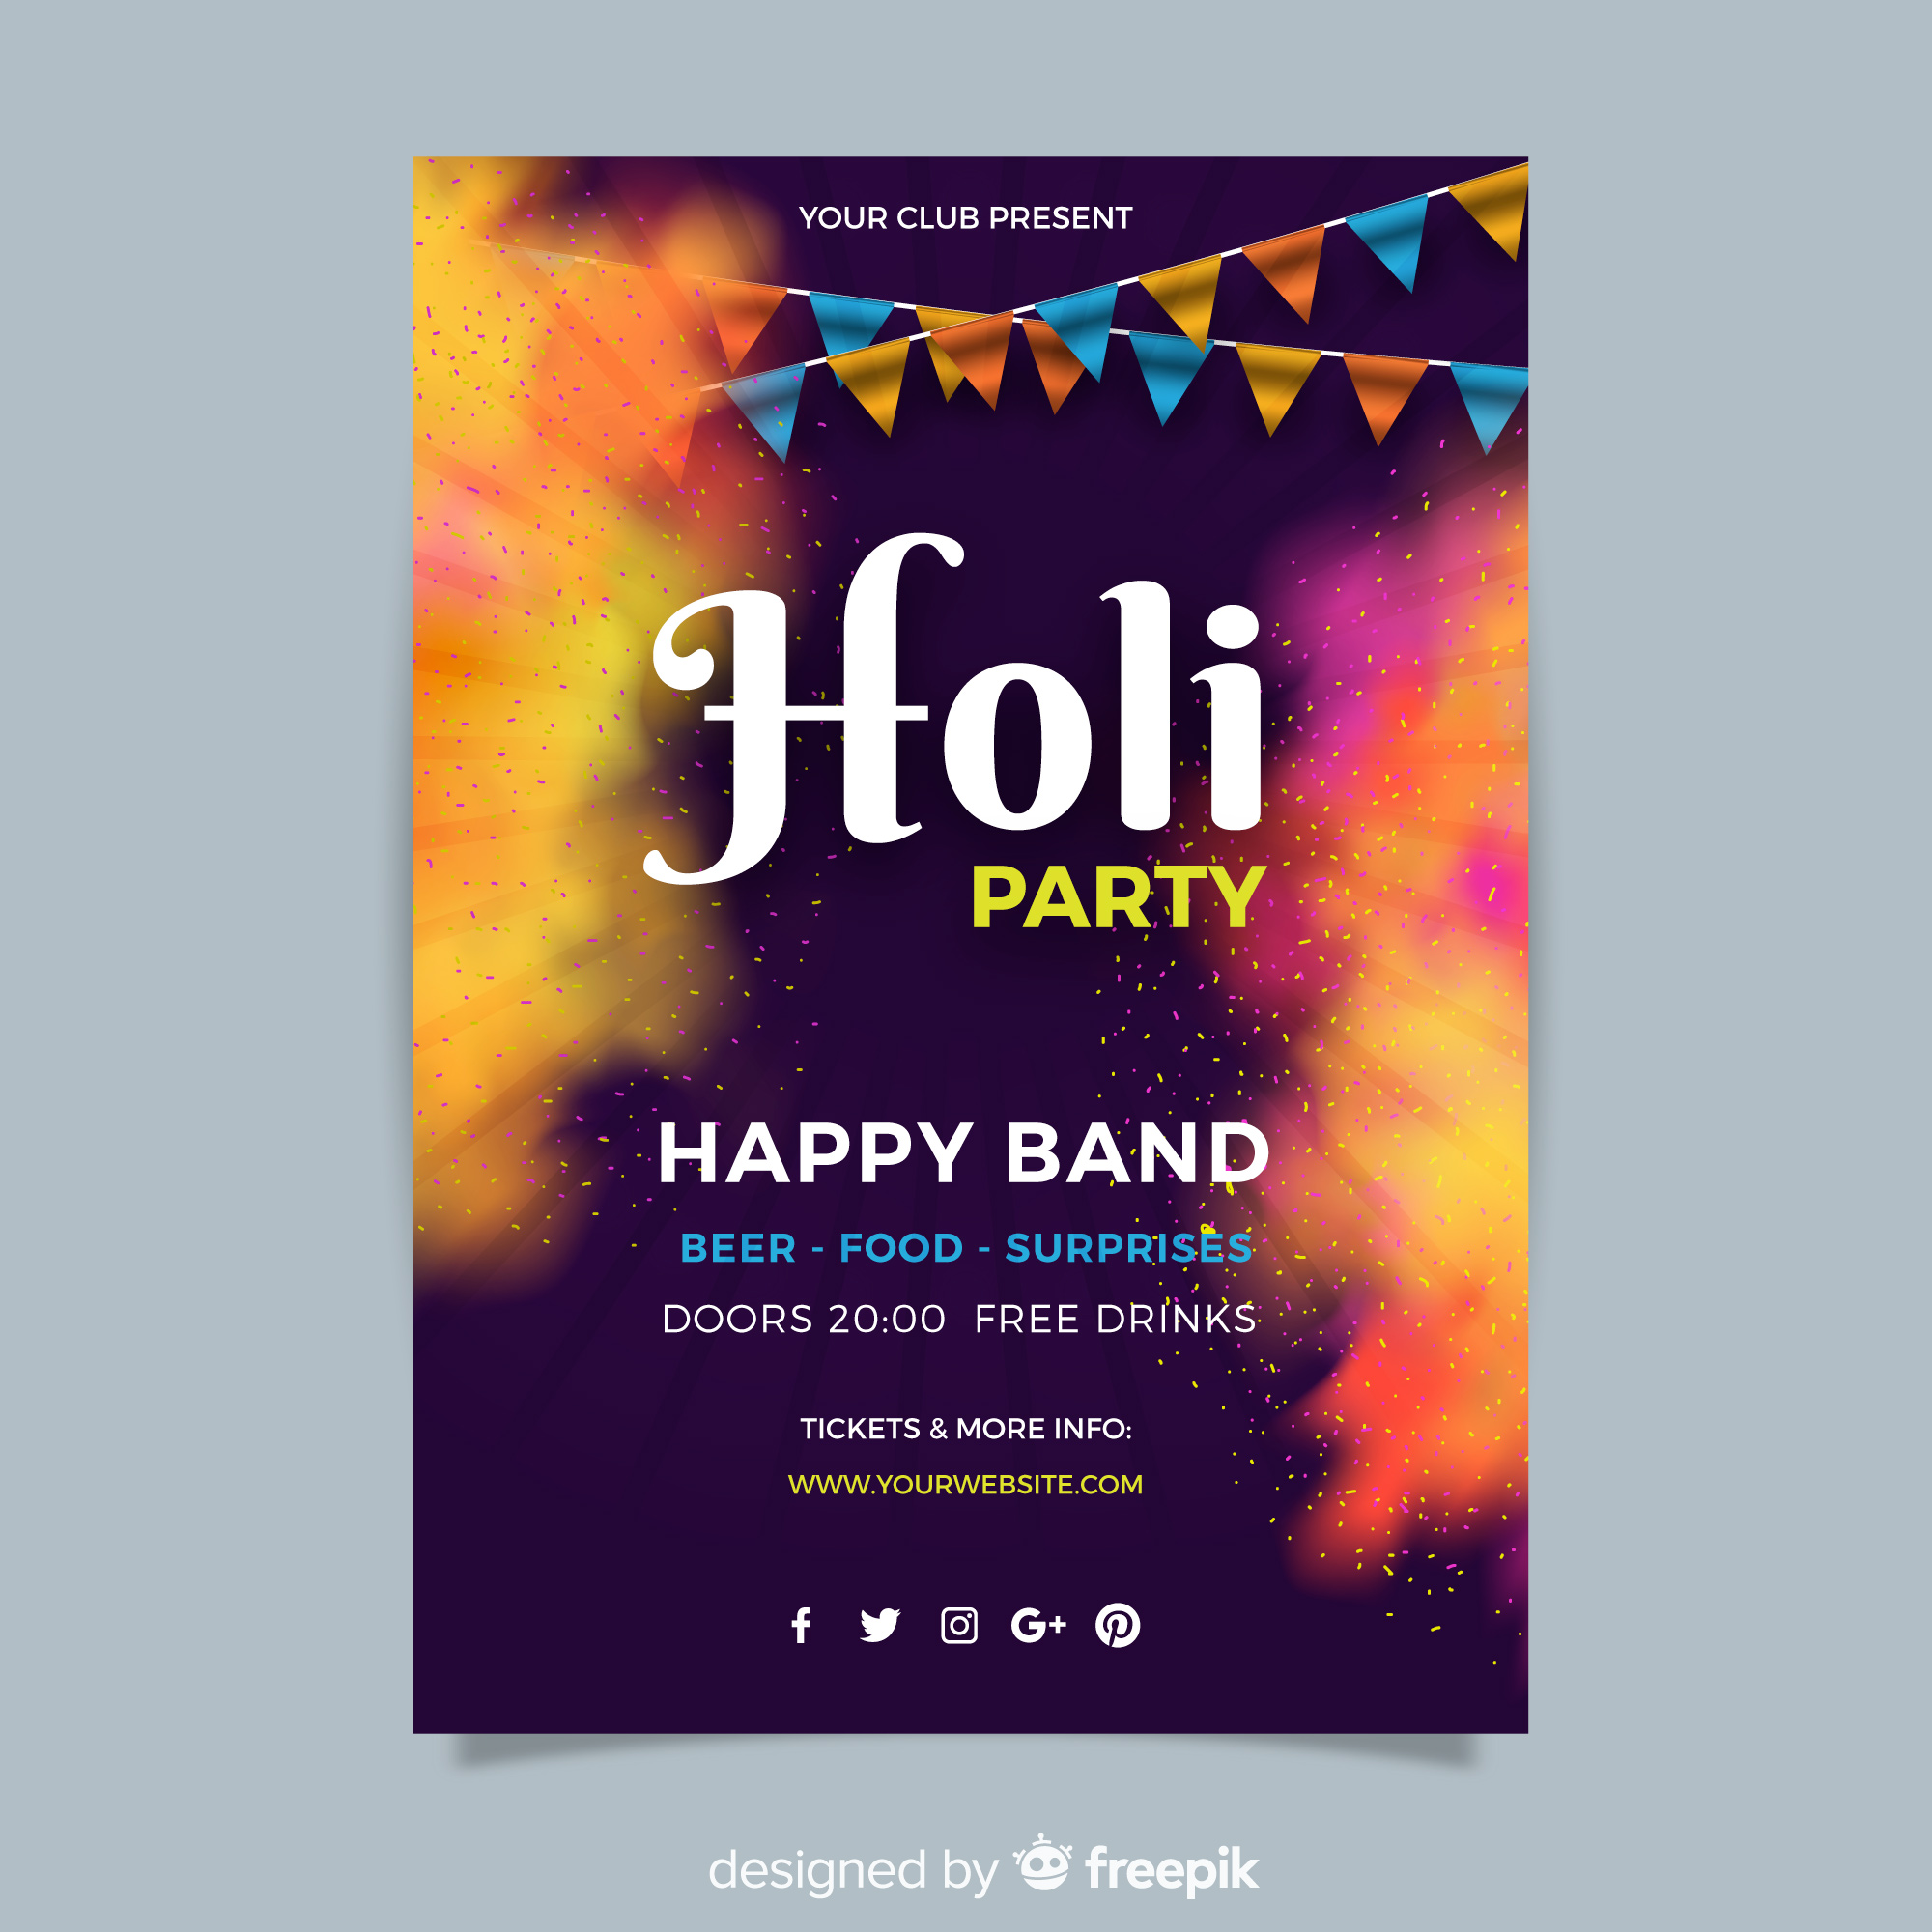 YOUR CLUB PRESENT
Holi
PARTY
HAPPY BAND
BEER - FOOD - SURPRISES
DOORS 20:00 FREE DRINKS
TICKETS & MORE INFO:
WWW.YOURWEBSITE.COM
f G+
designed by freepik